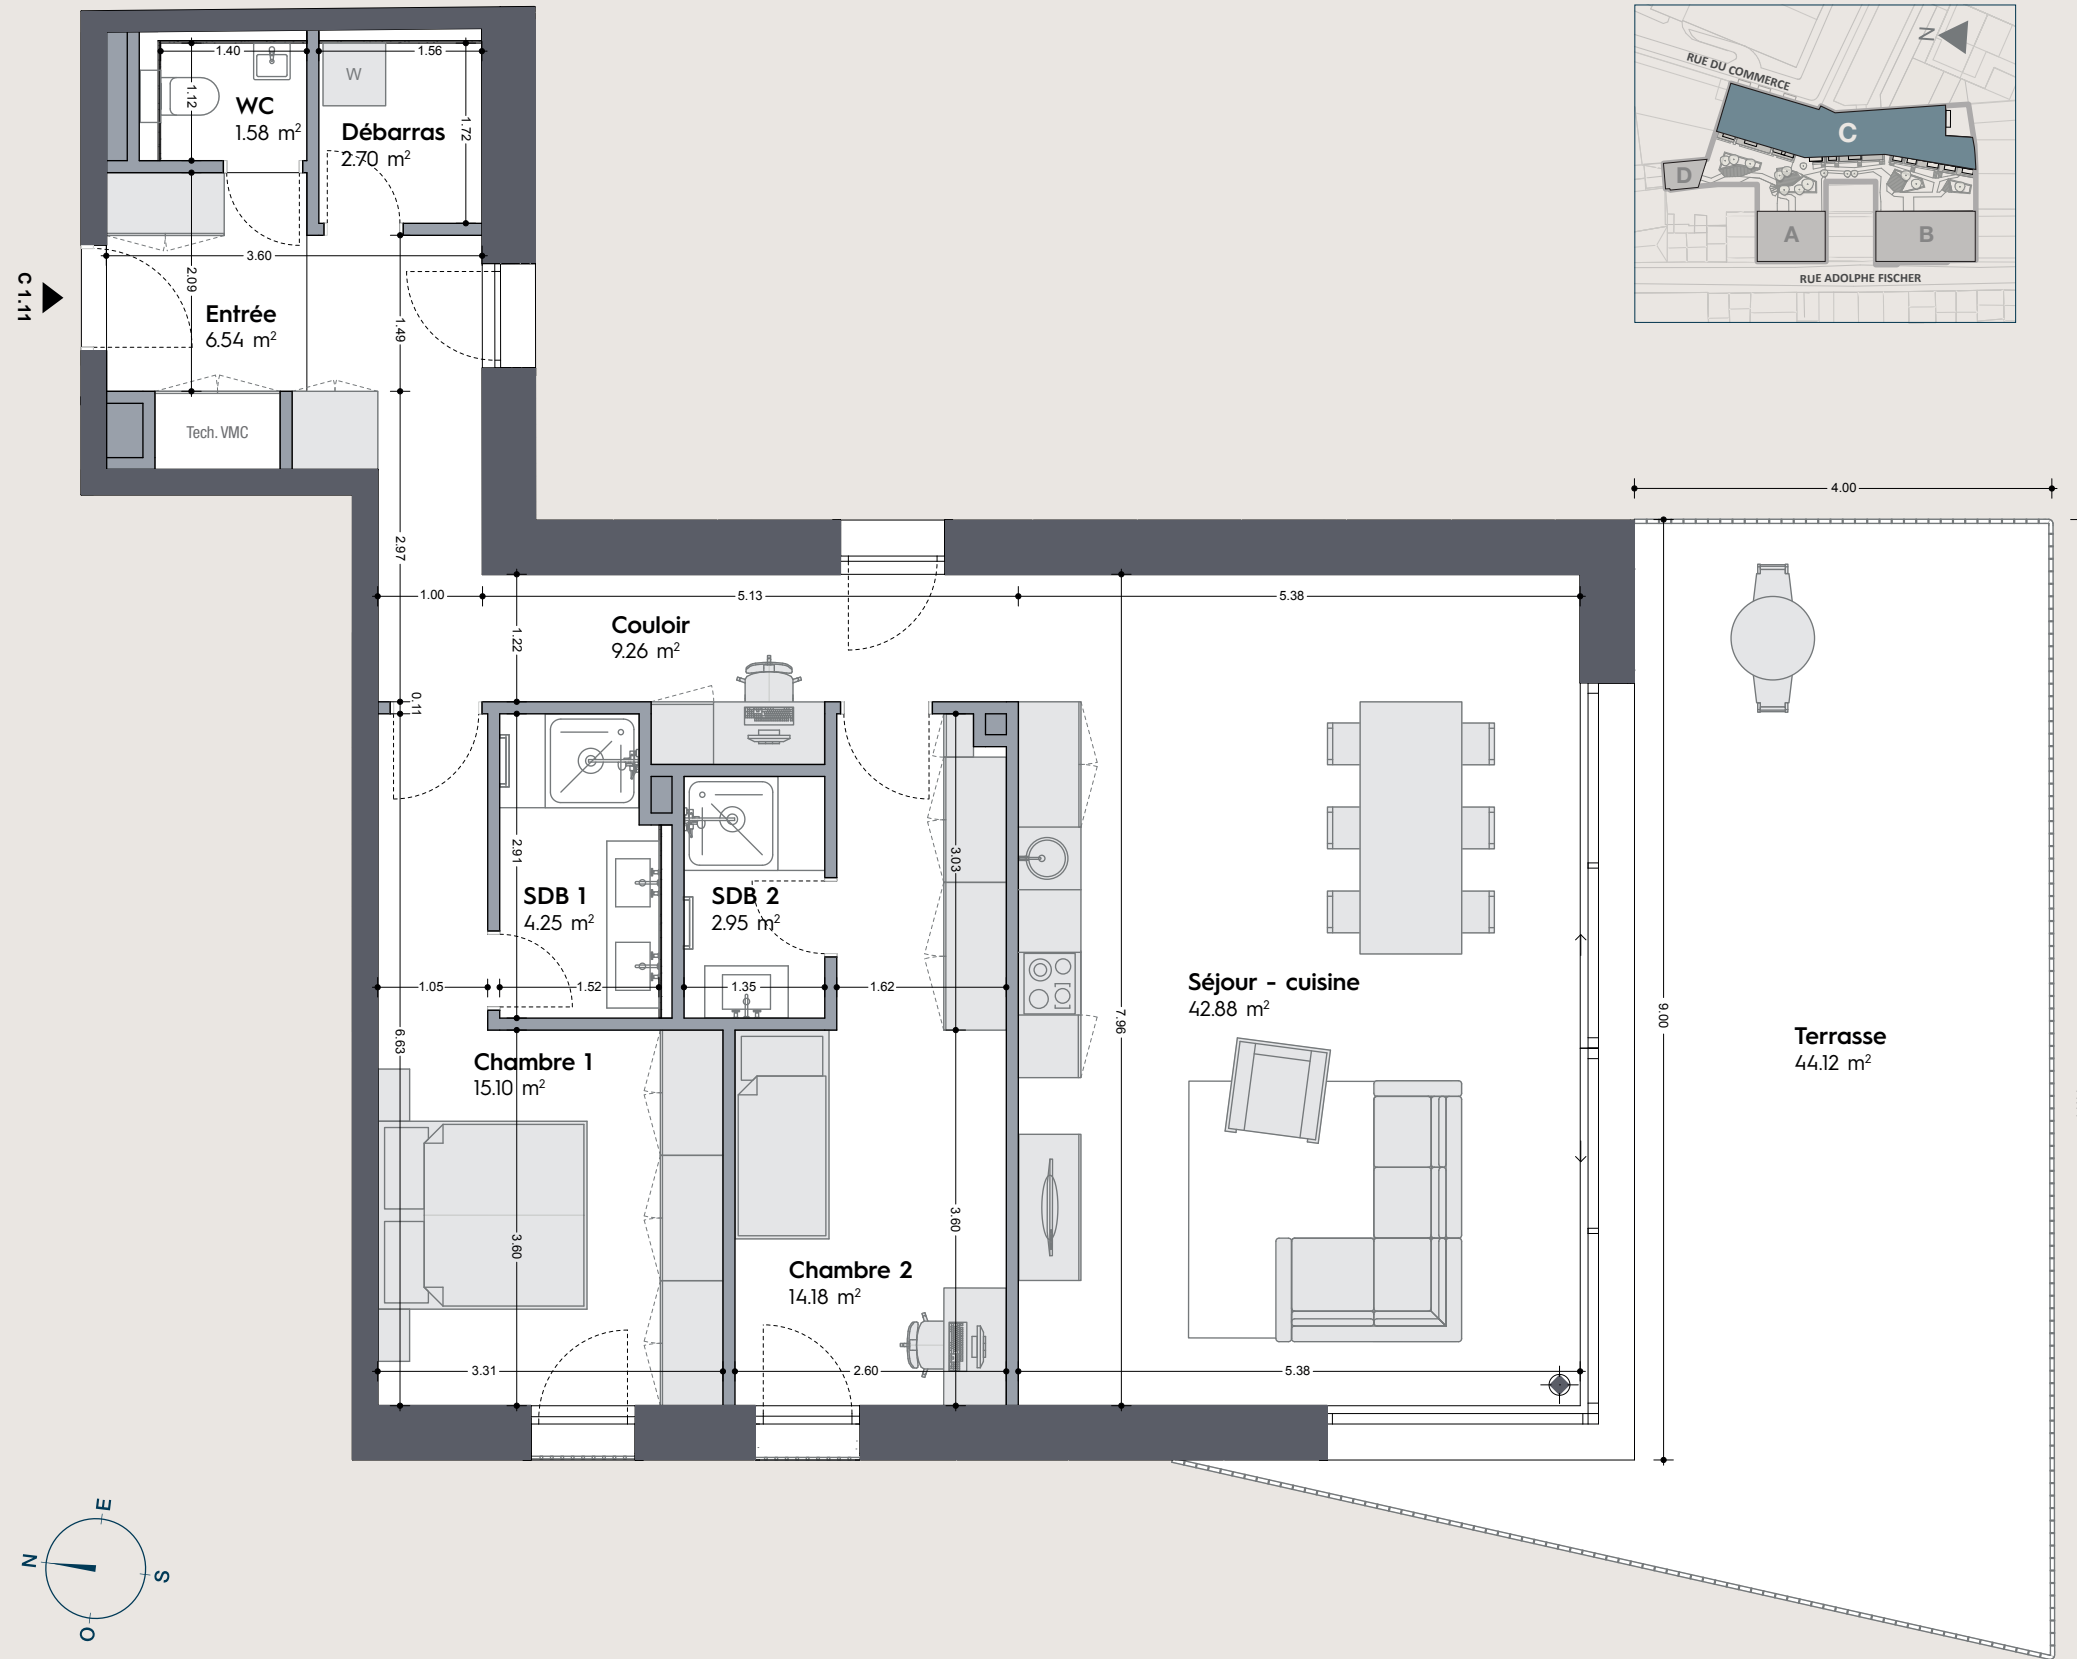 1.40
1.56
W
1.12
WC
1.58 m²
Débarras
2.70 m²
1.72
3.60
2.09
C 1.11
Entrée
6.54 m²
1.49
Tech. VMC
2.97
N
RUE DU COMMERCE
C
D
A
B
RUE ADOLPHE FISCHER
4.00
1.00
5.13
5.38
Couloir
9.26 m²
1.22
0.11
2.91
3.03
SDB 1
4.25 m²
SDB 2
2.95 m²
1.05
1.52
1.35
1.62
Séjour - cuisine
42.88 m²
7.96
9.00
Terrasse
44.12 m²
6.63
Chambre 1
15.10 m²
3.60
3.60
Chambre 2
14.18 m²
3.31
2.60
5.38
E
N
S
O